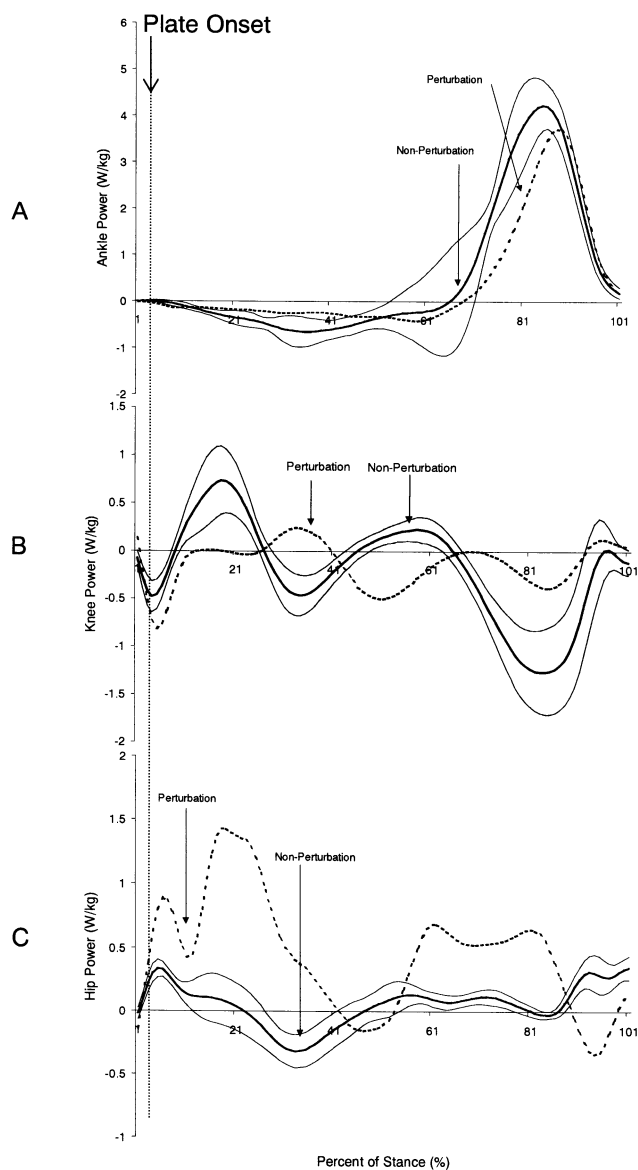 Plate Onset
A
Ankle Power (W/kg)
6
5
4
3
2
1
0
-1
-2
Perturbation
Non-Perturbation
1 21 41 61 81 101
B
Knee Power (W/kg)
1.5
1
0.5
0
-0.5
-1
-1.5
-2
Perturbation
Non-Perturbation
1 21 41 61 81 101
C
Hip Power (W/kg)
2
1.5
1
0.5
0
-0.5
-1
Perturbation
Non-Perturbation
1 21 41 61 81 101
Percent of Stance (%)